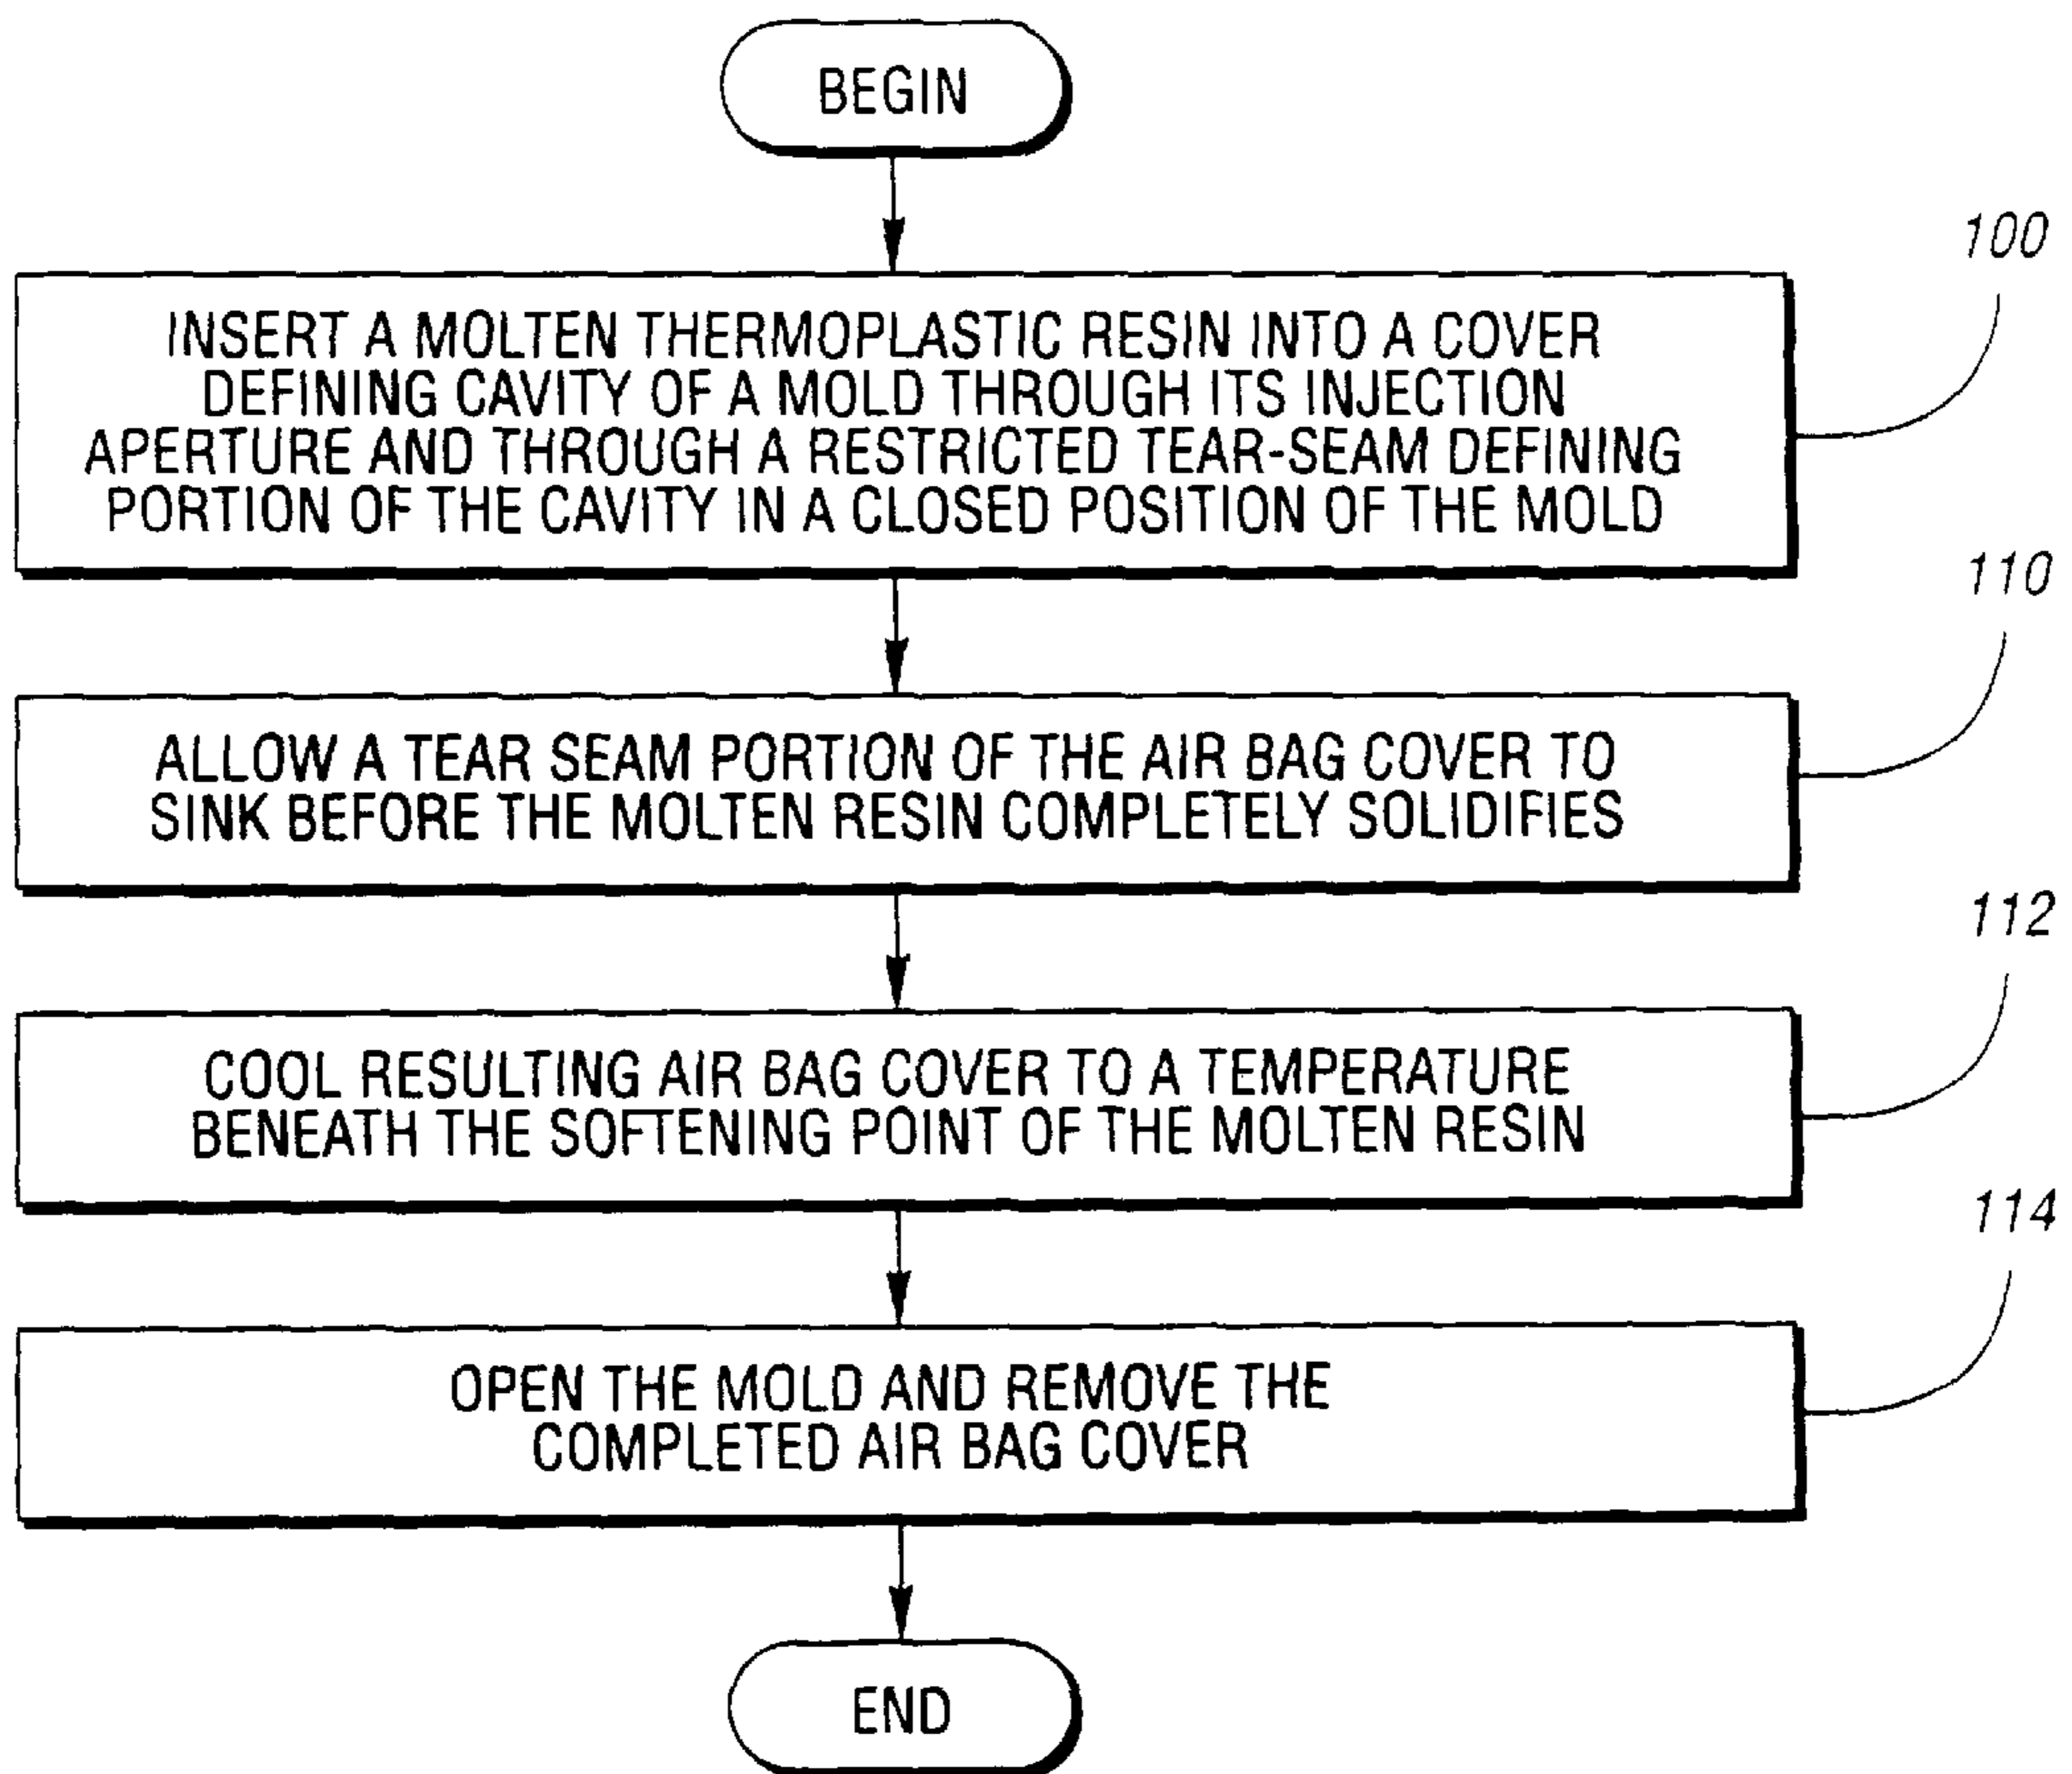 BEGIN
100
INSERT A MOLTEN THERMOPLASTIC RESIN INTO A COVER
DEFINING CAVITY OF A MOLD THROUGH ITS INJECTION
APERTURE AND THROUGH A RESTRICTED TEAR-SEAM DEFINING
PORTION OF THE CAVITY IN A CLOSED POSITION OF THE MOLD
110
ALLOW A TEAR SEAM PORTION OF THE AIR BAG COVER TO
SINK BEFORE THE MOLTEN RESIN COMPLETELY SOLIDIFIES
112
COOL RESULTING AIR BAG COVER TO A TEMPERATURE
BENEATH THE SOFTENING POINT OF THE MOLTEN RESIN
114
OPEN THE MOLD AND REMOVE THE
COMPLETED AIR BAG COVER
END